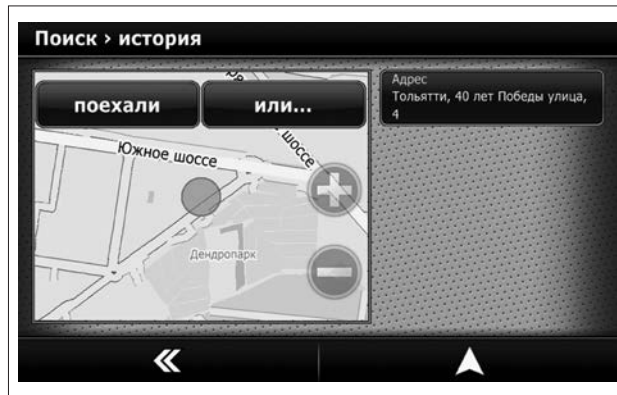 Поиск › история
поехали
или...
Адрес
Тольятти, 40 лет Победы улица,
4
Южное шоссе
шоссе
Дендропарк